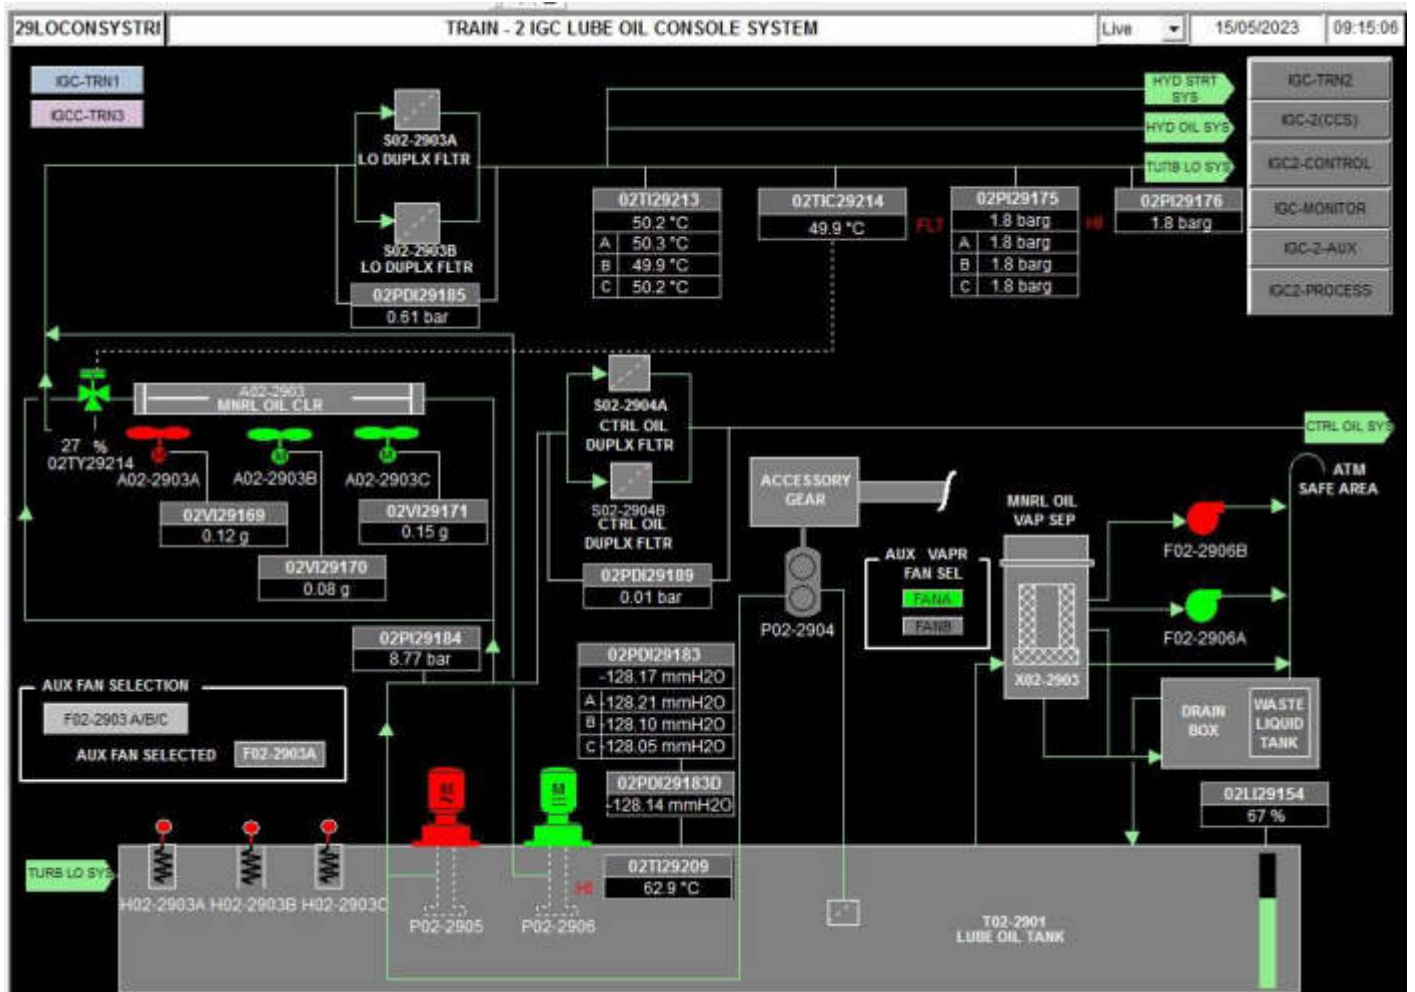 29LOCONSYSTRI
TRAIN - 2 IGC LUBE OIL CONSOLE SYSTEM
Live
15/05/2023
09:15:06
IGC-TRN1
IGCC-TRN3
S02-2903A
LO DUPLX FLTR
S02-2903B
LO DUPLX FLTR
02PDI29185
0.61 bar
HYD STRT
SYS
HYD OIL SYS
TURB LO SYS
IGC-TRN2
IGC-2(CCS)
IGC2-CONTROL
IGC-MONITOR
IGC-2-AUX
IGC2-PROCESS
02TI29213
50.2 °C
A 50.3 °C
B 49.9 °C
C 50.2 °C
02TIC29214
49.9 °C
FLT
02PI29175
1.8 barg
A 1.8 barg
B 1.8 barg
C 1.8 barg
HI
02PI29176
1.8 barg
A02-2903
MNRL OIL CLR
27 %
02TY29214
M
M
M
A02-2903A
A02-2903B
A02-2903C
02VI29169
0.12 g
02VI29170
0.08 g
02VI29171
0.15 g
S02-2904A
CTRL OIL
DUPLX FLTR
S02-2904B
CTRL OIL
DUPLX FLTR
02PDI29189
0.01 bar
CTRL OIL SYS
ATM
SAFE AREA
ACCESSORY
GEAR
P02-2904
MNRL OIL
VAP SEP
X02-2903
AUX VAPR
FAN SEL
FANA
FANB
F02-2906B
F02-2906A
02PI29184
8.77 bar
02PDI29183
-128.17 mmH2O
A -128.21 mmH2O
B -128.10 mmH2O
C -128.05 mmH2O
02PDI29183D
-128.14 mmH2O
AUX FAN SELECTION
F02-2903 A/B/C
AUX FAN SELECTED
F02-2903A
DRAIN
BOX
WASTE
LIQUID
TANK
02LI29154
67 %
TURB LO SYS
H02-2903A
H02-2903B
H02-2903C
M
P02-2905
P02-2906
HI
02TI29209
62.9 °C
T02-2901
LUBE OIL TANK